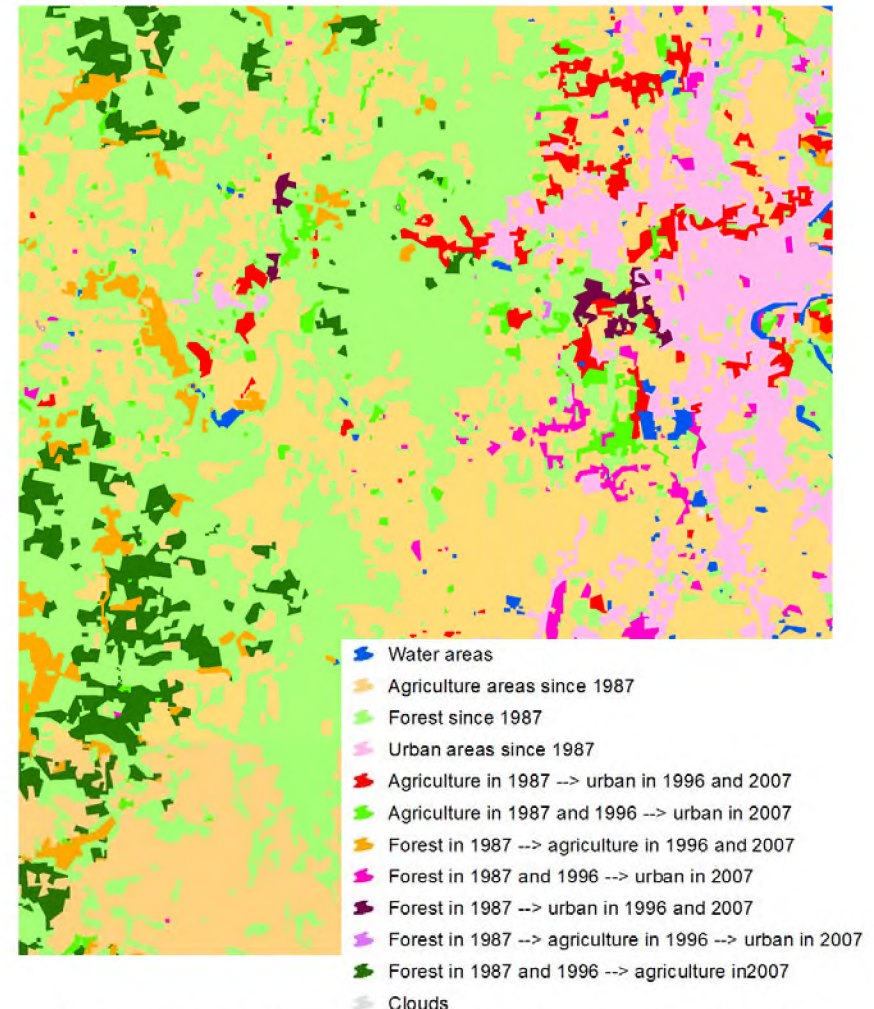 Water areas
Agriculture areas since 1987
Forest since 1987
Urban areas since 1987
Agriculture in 1987 --> urban in 1996 and 2007
Agriculture in 1987 and 1996 --> urban in 2007
Forest in 1987 --> agriculture in 1996 and 2007
Forest in 1987 and 1996 --> urban in 2007
Forest in 1987 --> urban in 1996 and 2007
Forest in 1987 --> agriculture in 1996 --> urban in 2007
Forest in 1987 and 1996 --> agriculture in2007
Clouds